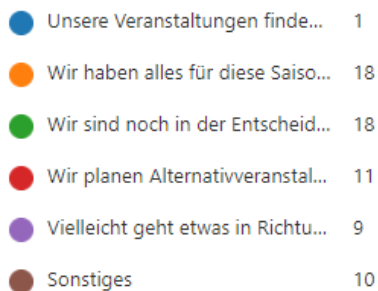 Unsere Veranstaltungen finde... 1
Wir haben alles für diese Saiso... 18
Wir sind noch in der Entscheid... 18
Wir planen Alternativveranstal... 11
Vielleicht geht etwas in Richtu... 9
Sonstiges 10